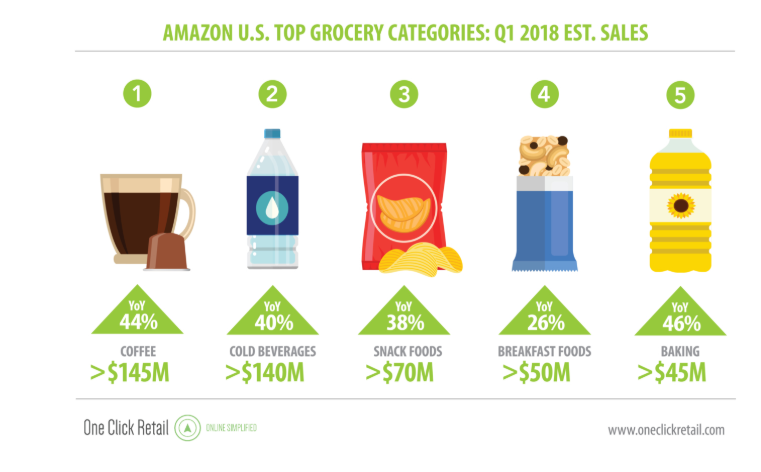 AMAZON U.S. TOP GROCERY CATEGORIES: Q1 2018 EST. SALES
1
2
3
4
5
YoY
44%
YoY
40%
YoY
38%
YoY
26%
YoY
46%
COFFEE
>$145M
COLD BEVERAGES
>$140M
SNACK FOODS
>$70M
BREAKFAST FOODS
>$50M
BAKING
>$45M
One Click Retail
ONLINE SIMPLIFIED
www.oneclickretail.com